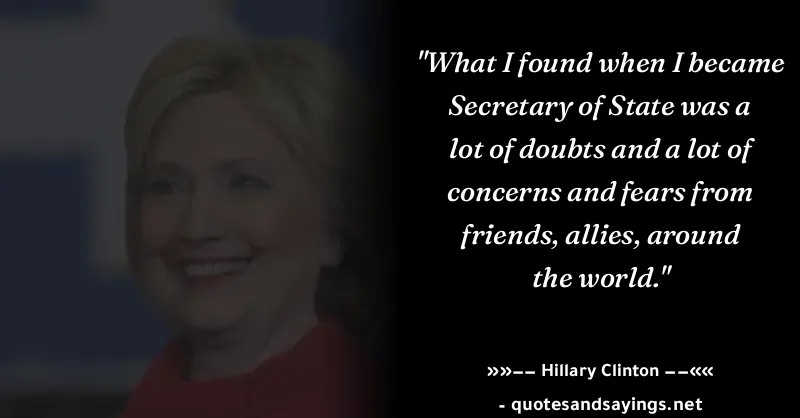 "What I found when I became
Secretary of State was a
lot of doubts and a lot of
concerns and fears from
friends, allies, around
the world."
»»−− Hillary Clinton −−««
- quotesandsayings.net